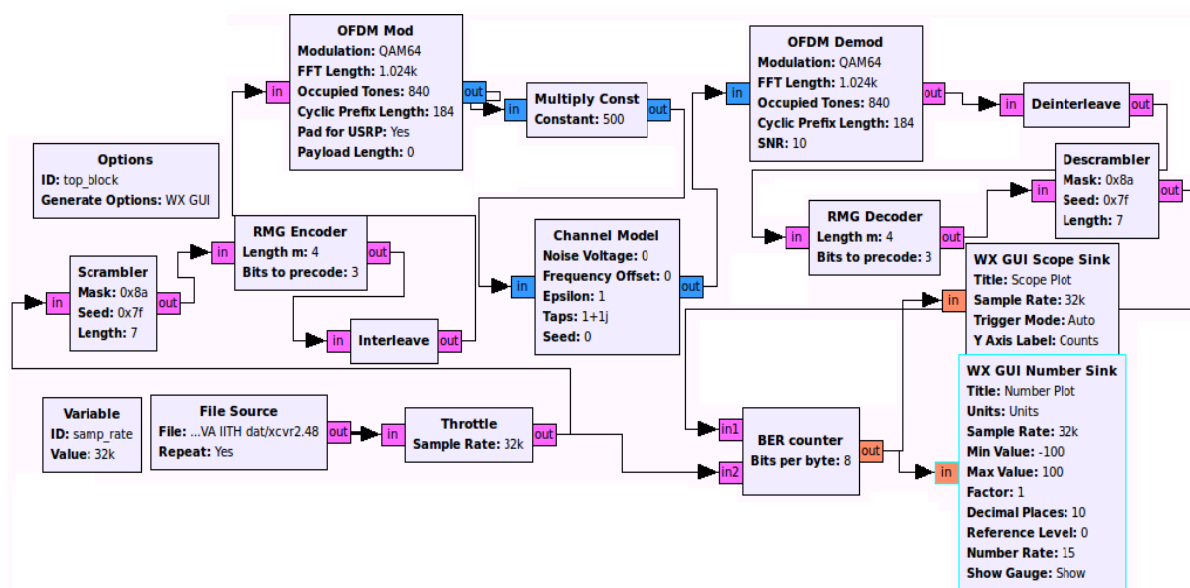 OFDM Mod
Modulation: QAM64
FFT Length: 1.024k
Occupied Tones: 840
Cyclic Prefix Length: 184
Pad for USRP: Yes
Payload Length: 0
in
out
in
Multiply Const
Constant: 500
out
OFDM Demod
Modulation: QAM64
FFT Length: 1.024k
Occupied Tones: 840
Cyclic Prefix Length: 184
SNR: 10
in
out
in
Deinterleave
out
Options
ID: top_block
Generate Options: WX GUI
in
RMG Encoder
Length m: 4
Bits to precode: 3
out
in
Scrambler
Mask: 0x8a
Seed: 0x7f
Length: 7
out
in
Interleave
out
in
Channel Model
Noise Voltage: 0
Frequency Offset: 0
Epsilon: 1
Taps: 1+1j
Seed: 0
out
in
RMG Decoder
Length m: 4
Bits to precode: 3
out
in
Descrambler
Mask: 0x8a
Seed: 0x7f
Length: 7
out
in
WX GUI Scope Sink
Title: Scope Plot
Sample Rate: 32k
Trigger Mode: Auto
Y Axis Label: Counts
Variable
ID: samp_rate
Value: 32k
File Source
File: ...VA IITH dat/xcvr2.48
Repeat: Yes
out
in
Throttle
Sample Rate: 32k
out
in1
in2
BER counter
Bits per byte: 8
out
in
WX GUI Number Sink
Title: Number Plot
Units: Units
Sample Rate: 32k
Min Value: -100
Max Value: 100
Factor: 1
Decimal Places: 10
Reference Level: 0
Number Rate: 15
Show Gauge: Show